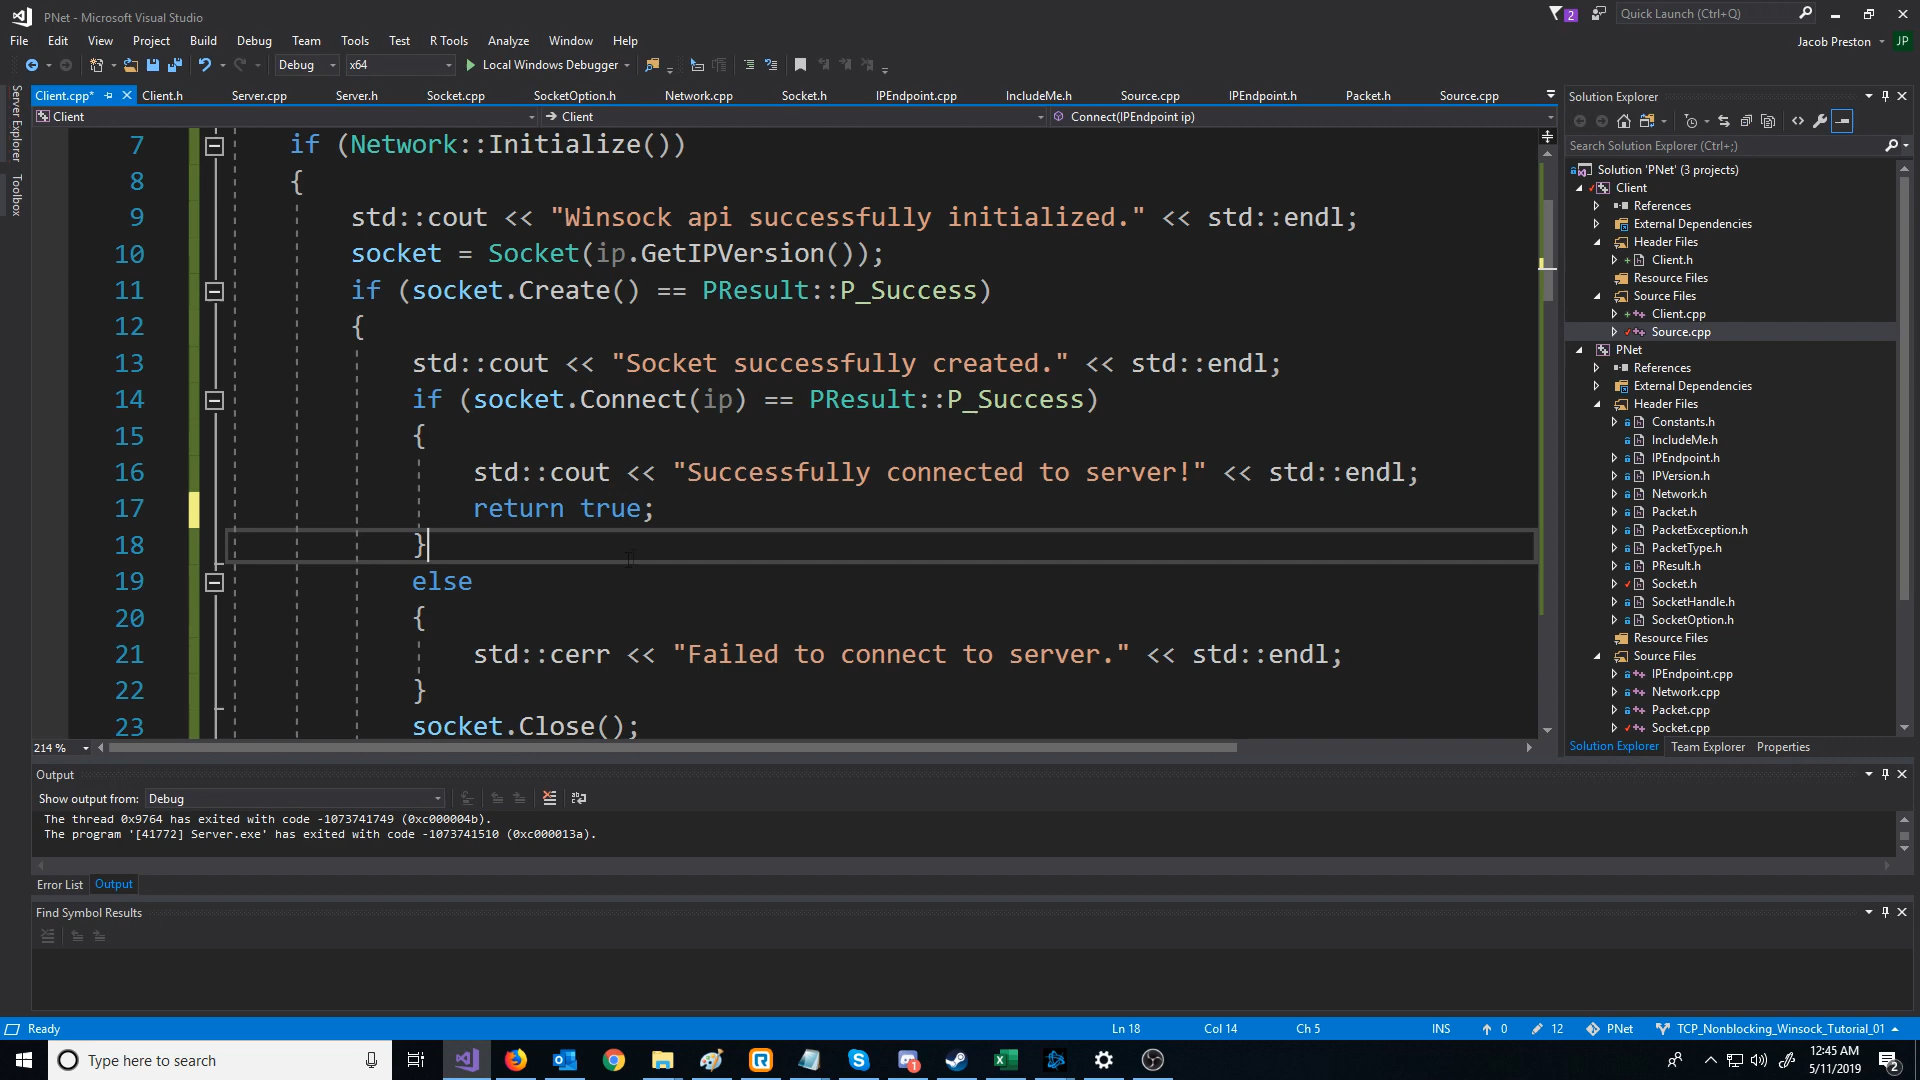 PNet - Microsoft Visual Studio
2
Quick Launch (Ctrl+Q)
File Edit View Project Build Debug Team Tools Test R Tools Analyze Window Help
Jacob Preston JP
Debug x64 Local Windows Debugger
Server Explorer
Toolbox
Client.cpp* Client.h Server.cpp Server.h Socket.cpp SocketOption.h Network.cpp Socket.h IPEndpoint.cpp IncludeMe.h Source.cpp IPEndpoint.h Packet.h Source.cpp
Client Client Connect(IPEndpoint ip)
7 if (Network::Initialize())
8 {
9 std::cout << "Winsock api successfully initialized." << std::endl;
10 socket = Socket(ip.GetIPVersion());
11 if (socket.Create() == PResult::P_Success)
12 {
13 std::cout << "Socket successfully created." << std::endl;
14 if (socket.Connect(ip) == PResult::P_Success)
15 {
16 std::cout << "Successfully connected to server!" << std::endl;
17 return true;
18 }
19 else
20 {
21 std::cerr << "Failed to connect to server." << std::endl;
22 }
23 socket.Close();
214 %
Solution Explorer
Search Solution Explorer (Ctrl+;)
Solution 'PNet' (3 projects)
Client
References
External Dependencies
Header Files
Client.h
Resource Files
Source Files
Client.cpp
Source.cpp
PNet
References
External Dependencies
Header Files
Constants.h
IncludeMe.h
IPEndpoint.h
IPVersion.h
Network.h
Packet.h
PacketException.h
PacketType.h
PResult.h
Socket.h
SocketHandle.h
SocketOption.h
Resource Files
Source Files
IPEndpoint.cpp
Network.cpp
Packet.cpp
Socket.cpp
Solution Explorer Team Explorer Properties
Output
Show output from: Debug
The thread 0x9764 has exited with code -1073741749 (0xc000004b).
The program '[41772] Server.exe' has exited with code -1073741510 (0xc000013a).
Error List Output
Find Symbol Results
Ready Ln 18 Col 14 Ch 5 INS 0 12 PNet TCP_Nonblocking_Winsock_Tutorial_01
Type here to search
1
12:45 AM
5/11/2019
2